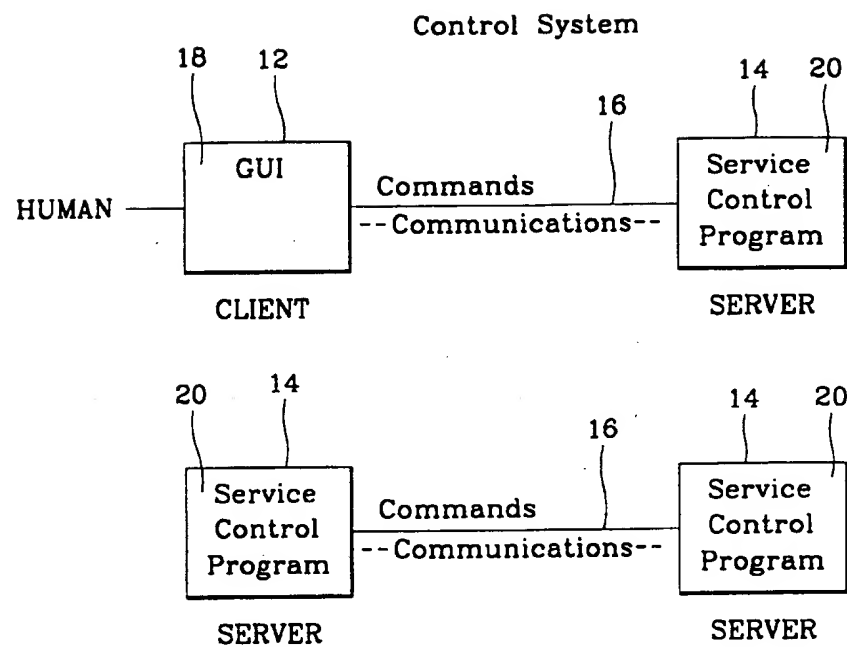 Control System
18
12
14
20
16
GUI
Service
Control
Program
HUMAN
Commands
--Communications--
CLIENT
SERVER
20
14
14
20
16
Service
Control
Program
Commands
--Communications--
Service
Control
Program
SERVER
SERVER